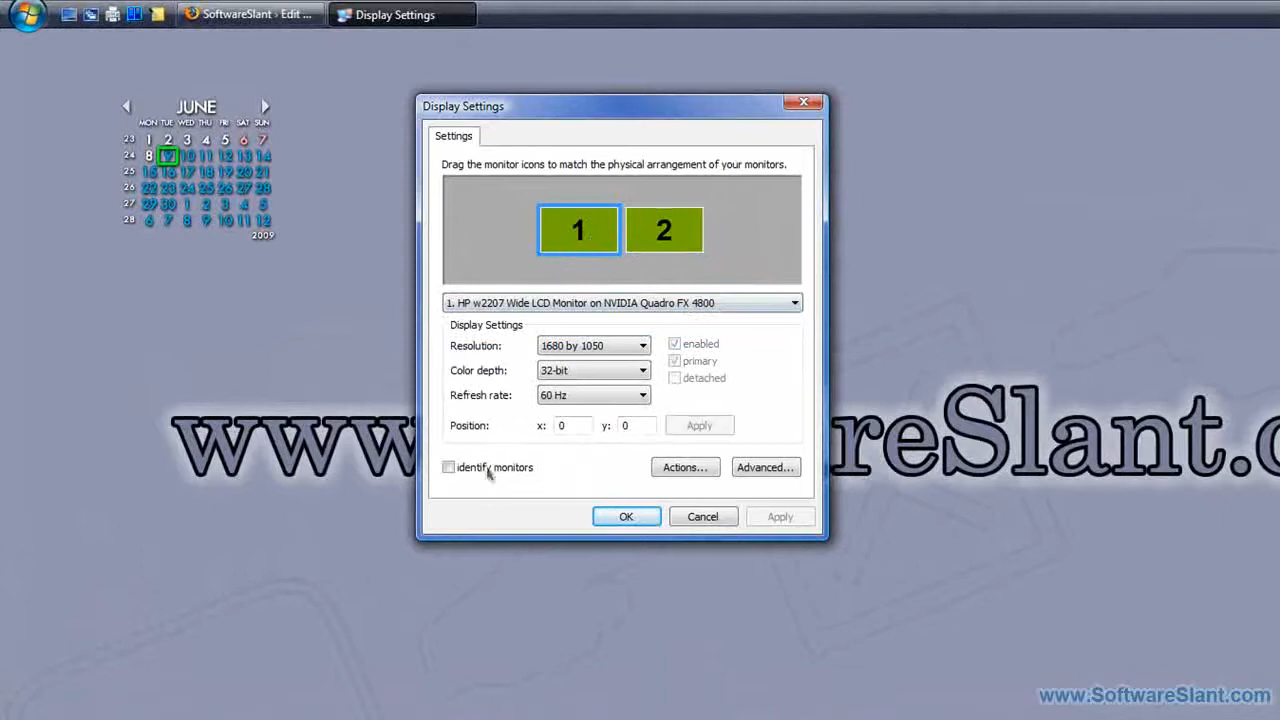 SoftwareSlant › Edit ...
Display Settings
JUNE
MON TUE WED THU FRI SAT SUN
23 1 2 3 4 5 6 7
24 8 9 10 11 12 13 14
25 15 16 17 18 19 20 21
26 22 23 24 25 26 27 28
27 29 30 1 2 3 4 5
28 6 7 8 9 10 11 12
2009
Display Settings
Settings
Drag the monitor icons to match the physical arrangement of your monitors.
1 2
1. HP w2207 Wide LCD Monitor on NVIDIA Quadro FX 4800
Display Settings
Resolution: 1680 by 1050 enabled
primary
Color depth: 32-bit detached
Refresh rate: 60 Hz
Position: x: 0 y: 0 Apply
identify monitors Actions... Advanced...
OK Cancel Apply
www. reSlant.c
www.SoftwareSlant.com